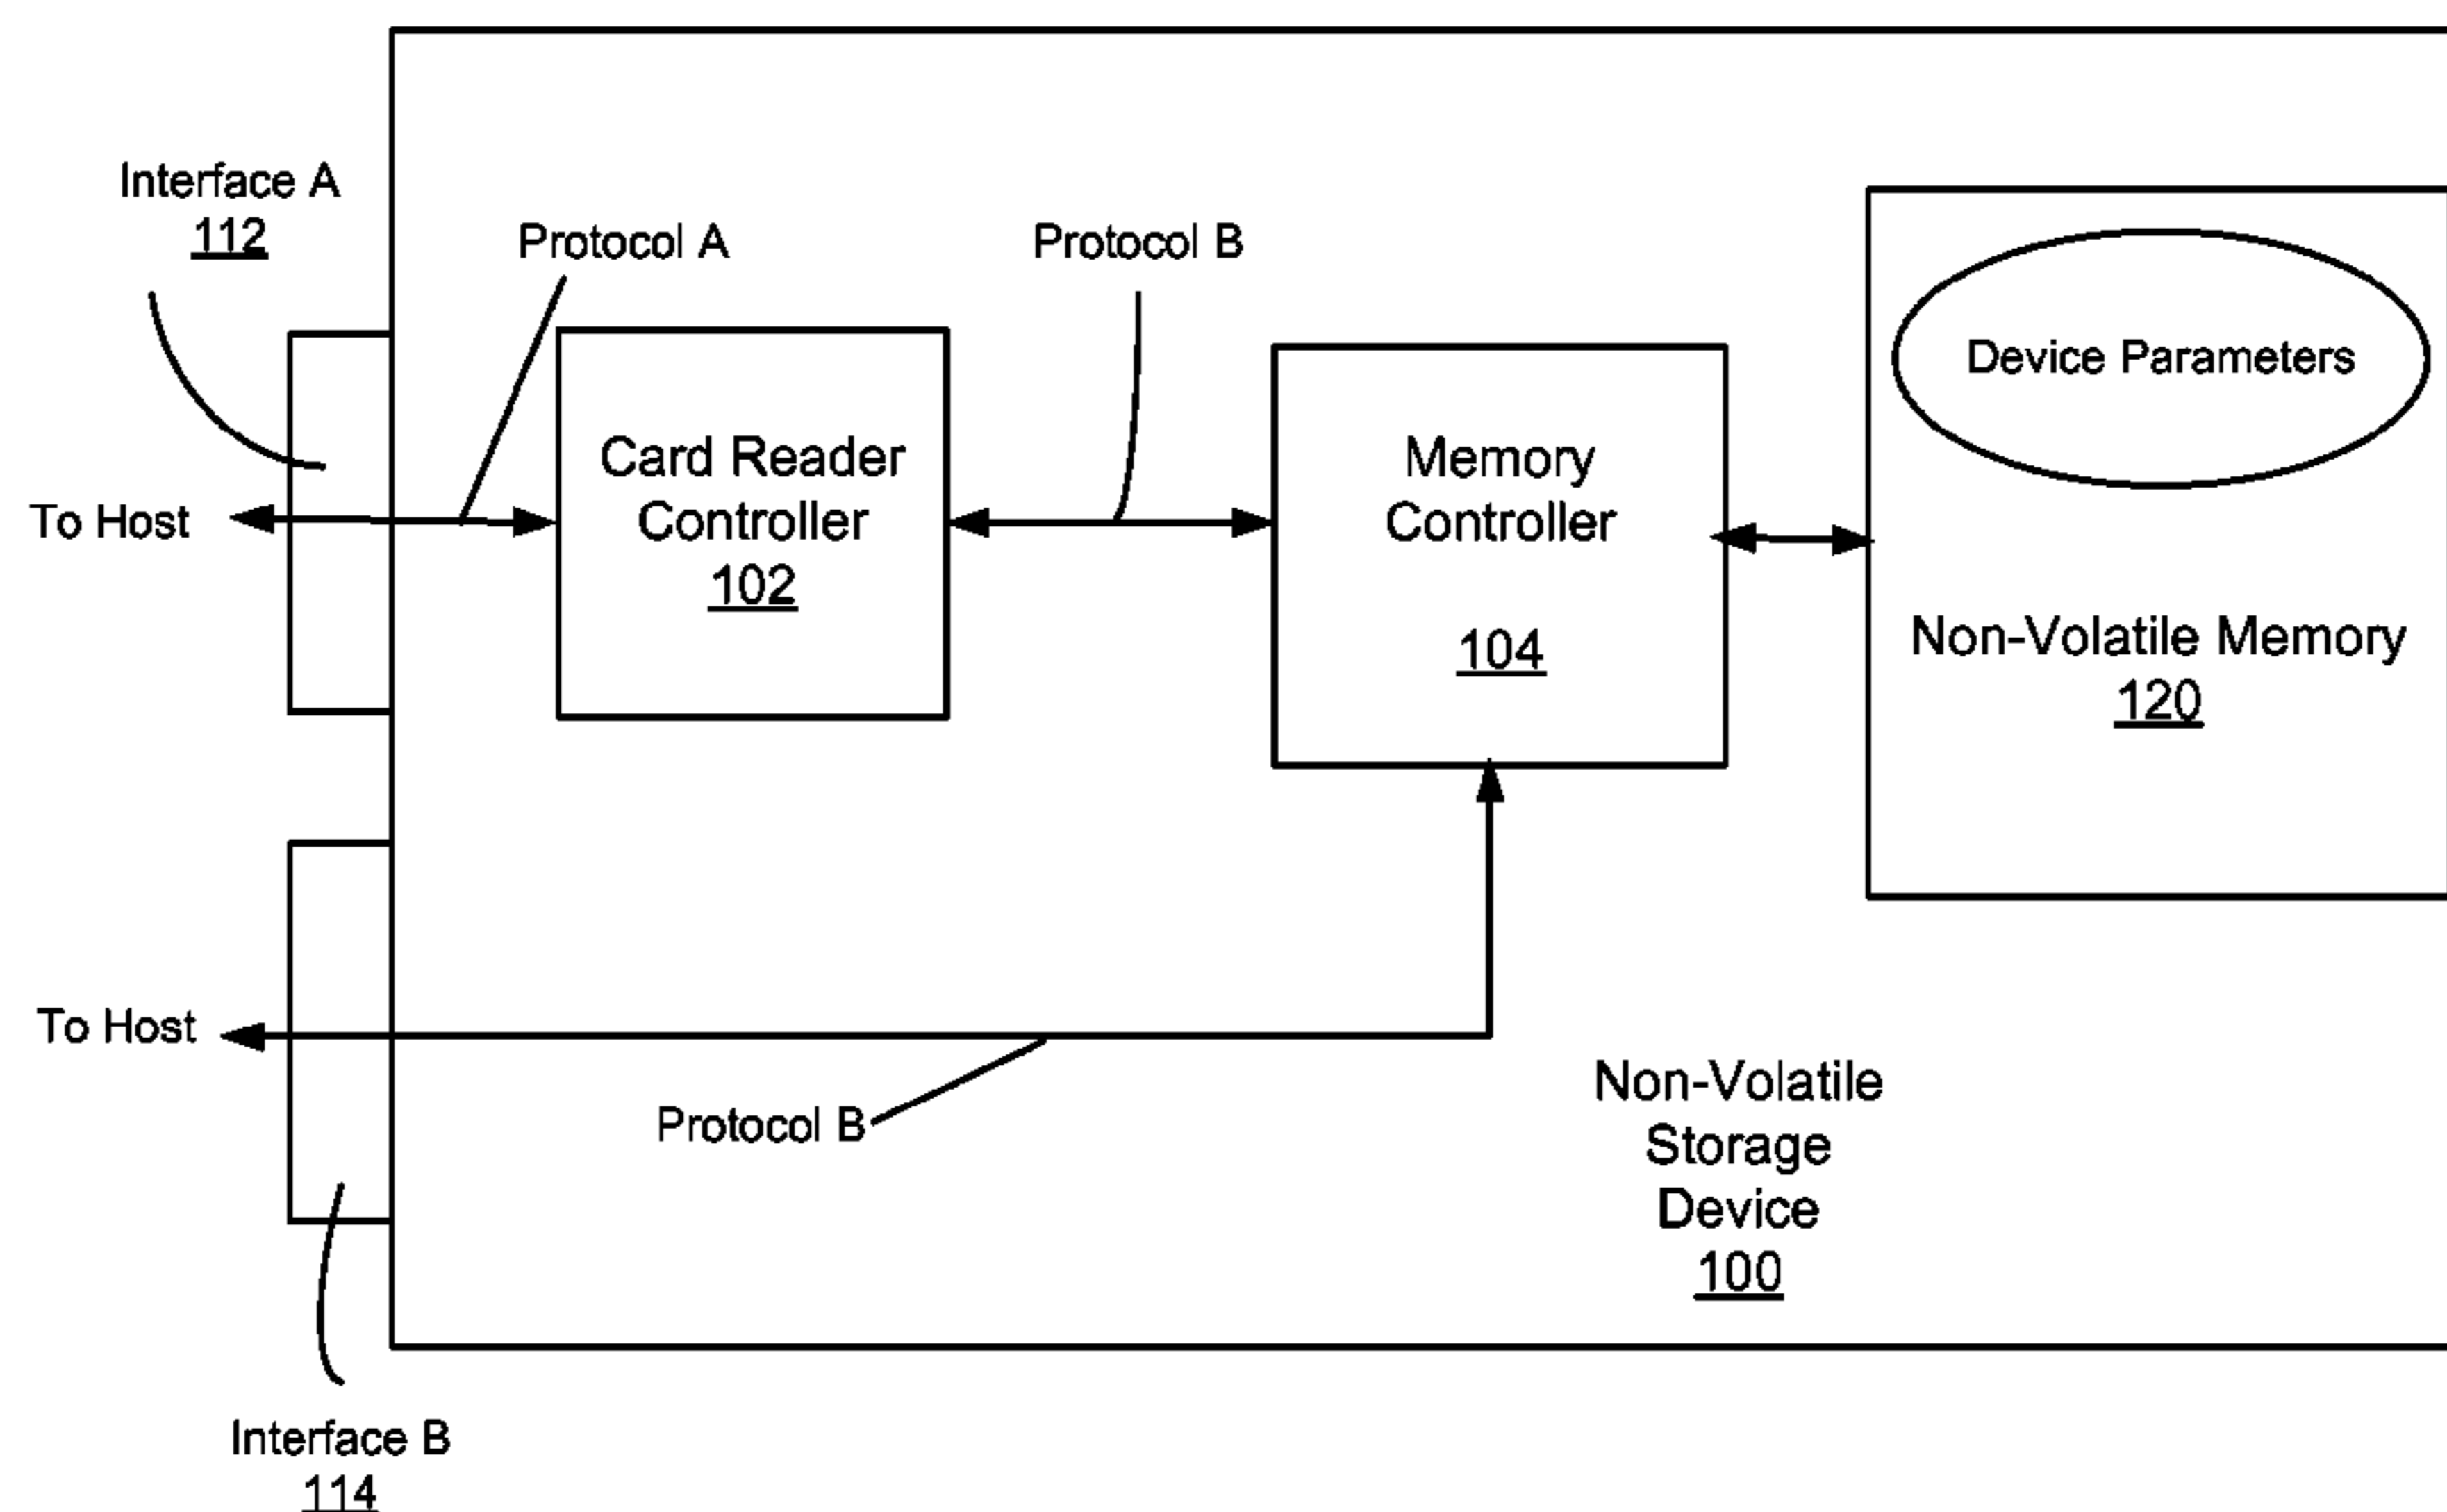 Interface A
112
Protocol A
Protocol B
Device Parameters
Card Reader
Controller
102
Memory
Controller
104
To Host
Non-Volatile Memory
120
To Host
Protocol B
Non-Volatile
Storage
Device
100
Interface B
114